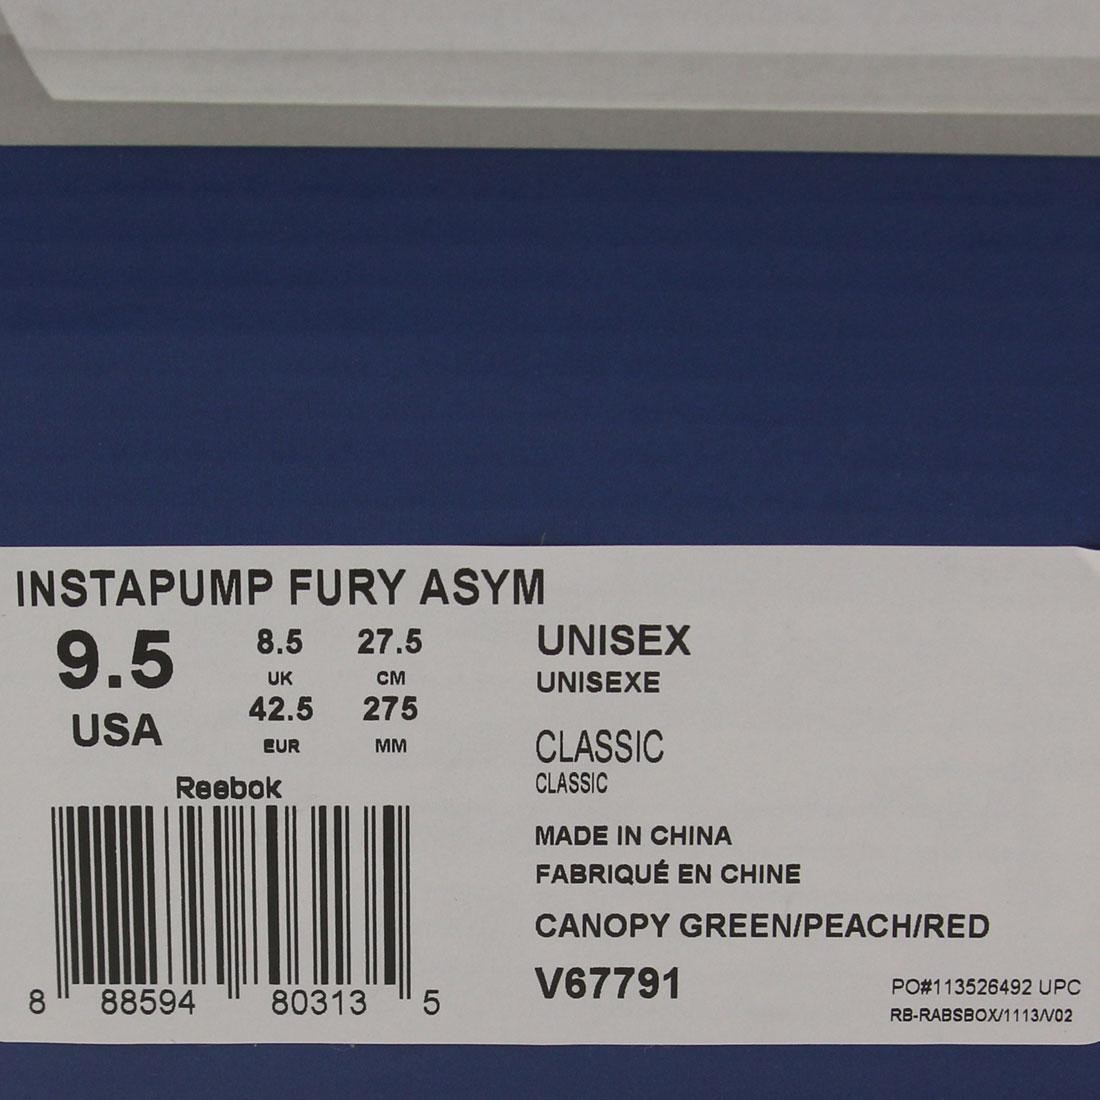 INSTAPUMP FURY ASYM
9.5
USA
8.5 27.5
UK CM
42.5 275
EUR MM
Reebok
8 88594 80313 5
UNISEX
UNISEXE
CLASSIC
CLASSIC
MADE IN CHINA
FABRIQUÉ EN CHINE
CANOPY GREEN/PEACH/RED
V67791
PO#113526492 UPC
RB-RABSBOX/1113/V02